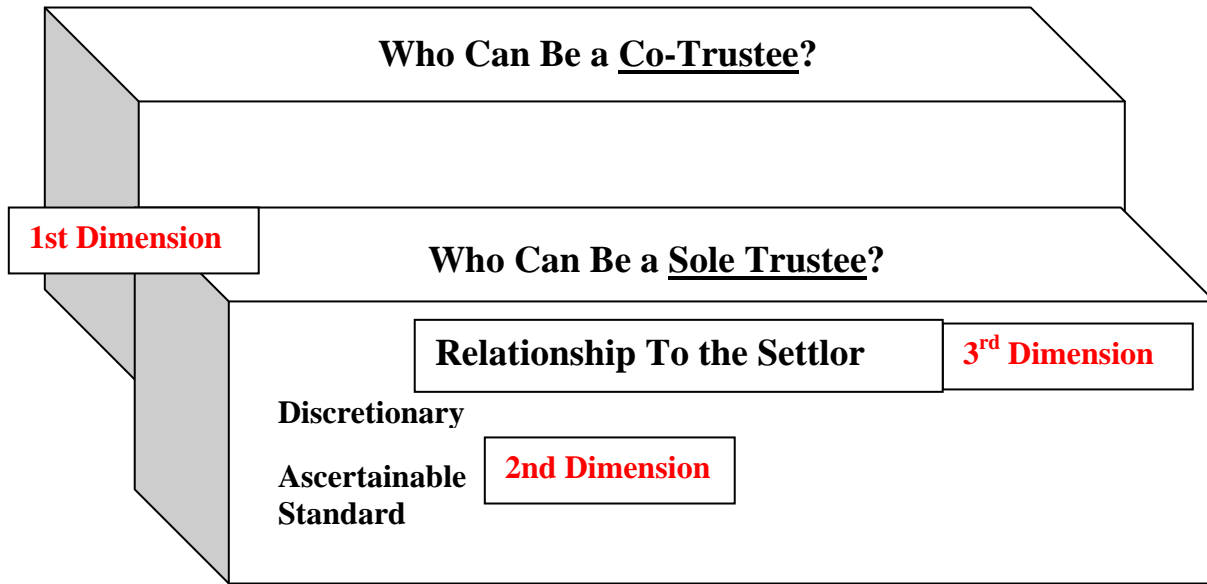 Who Can Be a Co-Trustee?
1st Dimension
Who Can Be a Sole Trustee?
Relationship To the Settlor
3rd Dimension
Discretionary
2nd Dimension
Ascertainable
Standard